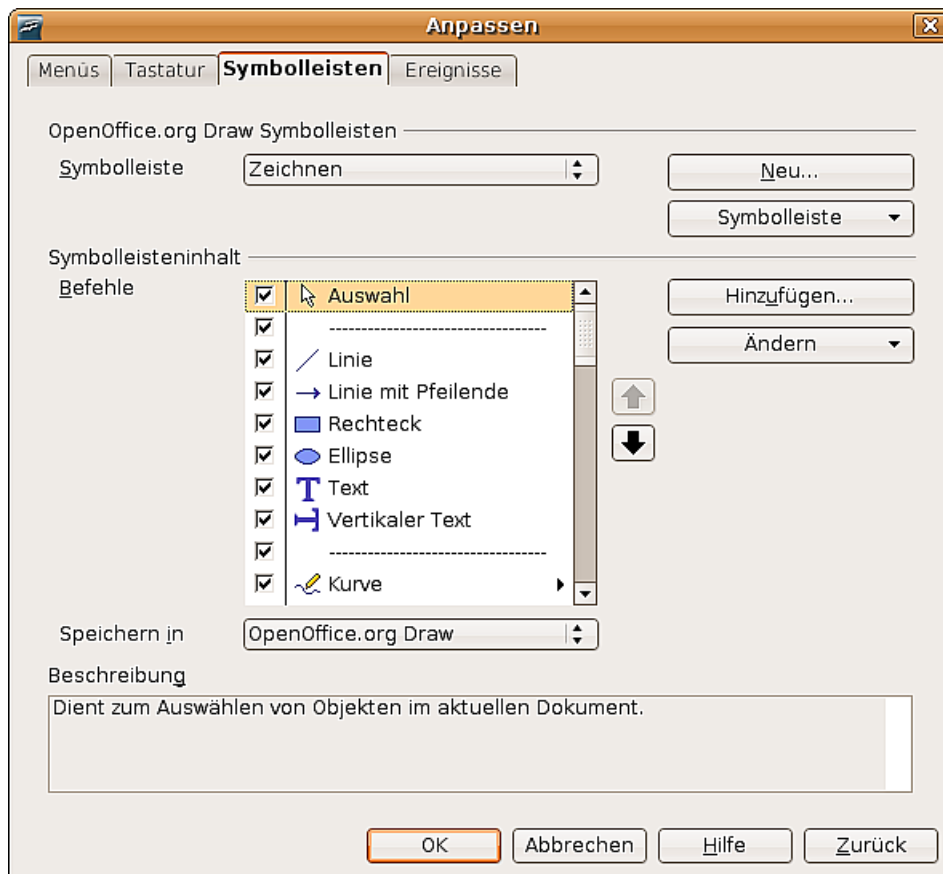 Anpassen
Menüs Tastatur Symbolleisten Ereignisse
OpenOffice.org Draw Symbolleisten
Symbolleiste Zeichnen Neu...
Symbolleiste
Symbolleisteninhalt
Befehle Auswahl Hinzufügen...
---------------------------------
Ändern
Linie
Linie mit Pfeilende
Rechteck
Ellipse
Text
Vertikaler Text
---------------------------------
Kurve
Speichern in OpenOffice.org Draw
Beschreibung
Dient zum Auswählen von Objekten im aktuellen Dokument.
OK Abbrechen Hilfe Zurück